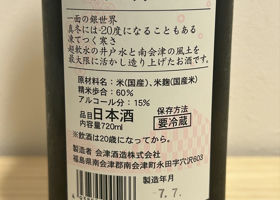 一面の銀世界
真冬には-20度になることもある
凍てつく寒さ
超軟水の井戸水と南会津の風土を
最大限に活かし造り上げたお酒です。
原材料名:米(国産)、米麹(国産米)
精米歩合:60%
アルコール分:15%
品目 日本酒
内容量720ml
保存方法
要冷蔵
※飲酒は20歳になってから。
製造者 会津酒造株式会社
福島県南会津郡南会津町永田字穴沢603
製造年月
7.7.